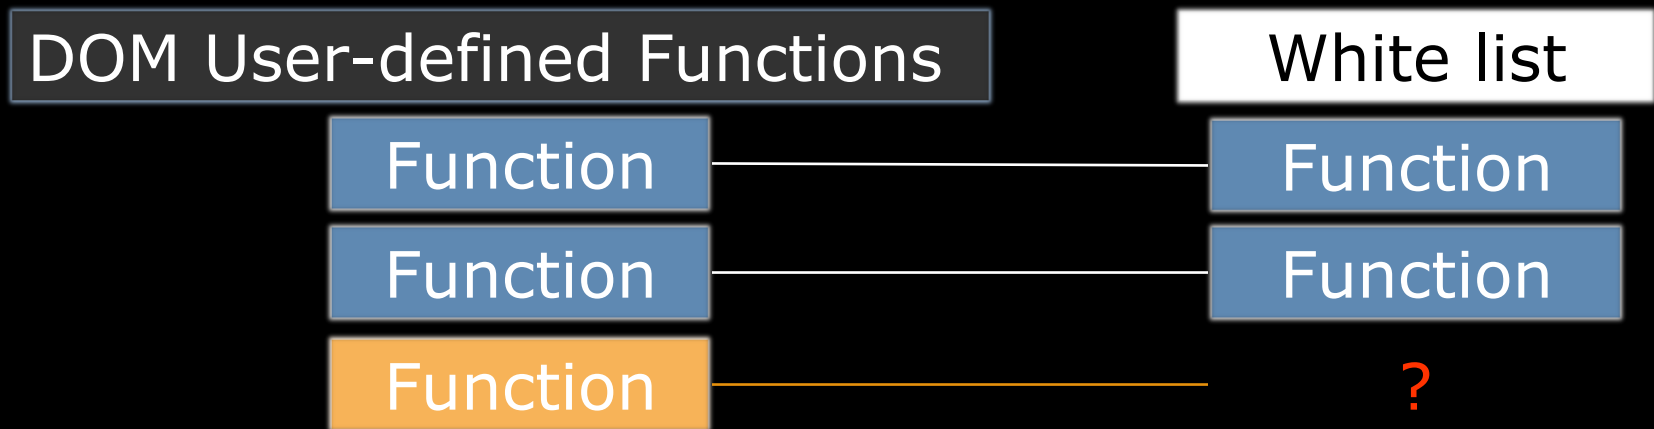 DOM User-defined Functions
White list
Function
Function
Function
Function
Function
?